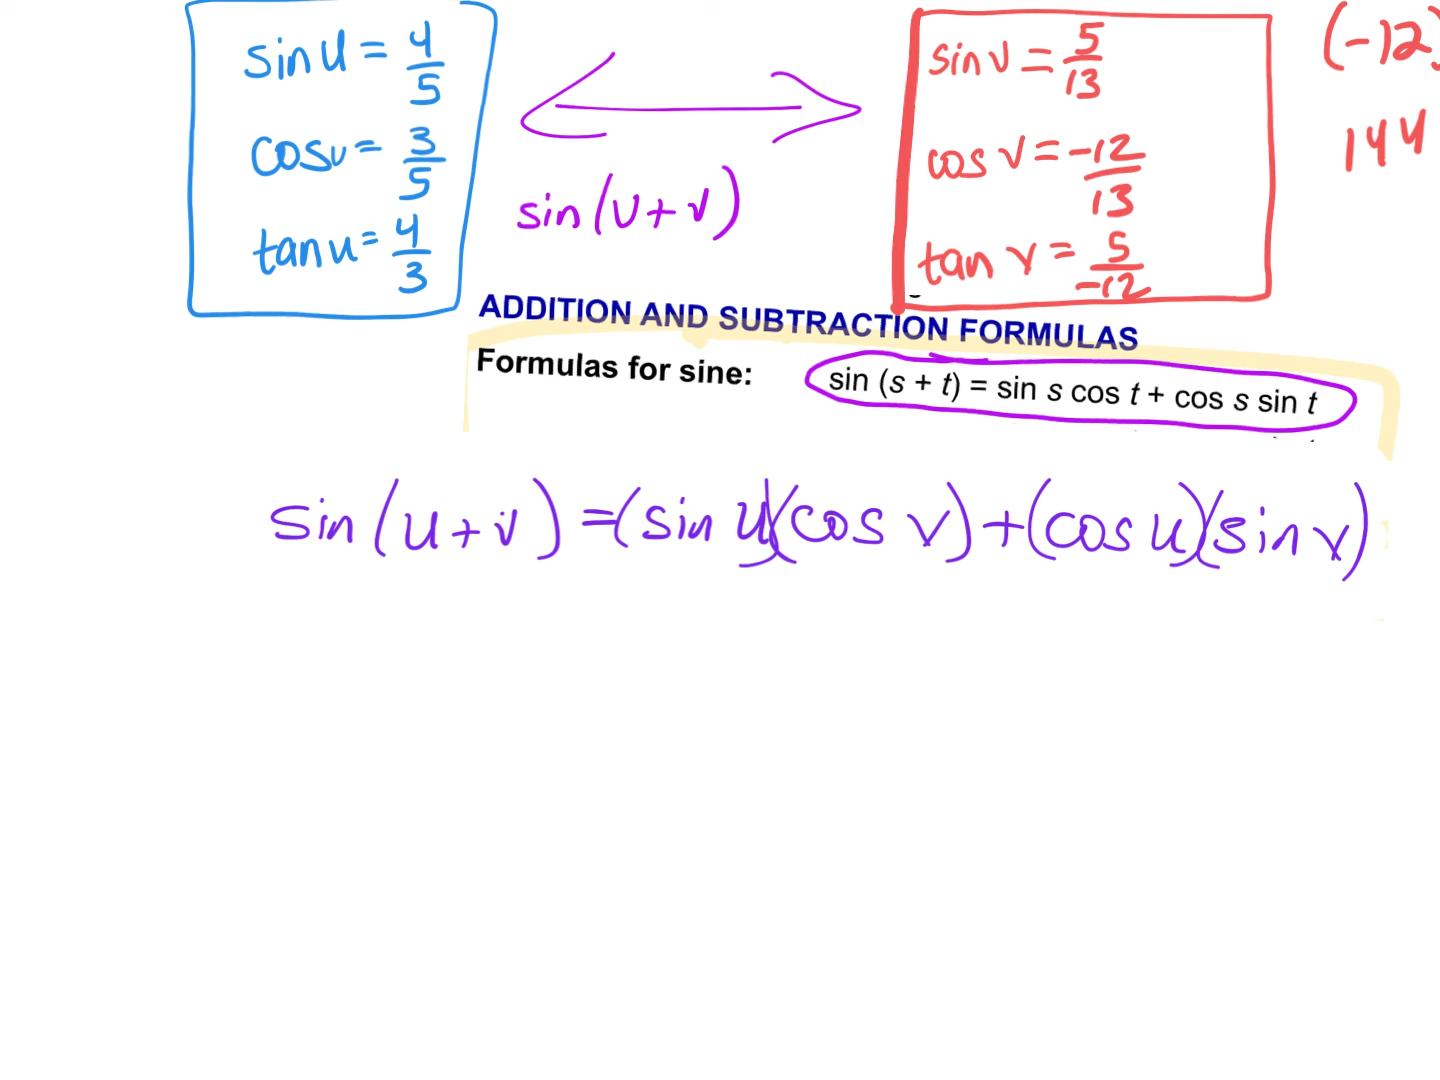 sin u = 4/5
cos u = 3/5
tan u = 4/3
sin(u+v)
sin v = 5/13
cos v = -12/13
tan v = 5/-12
(-12)
144
ADDITION AND SUBTRACTION FORMULAS
Formulas for sine: sin (s + t) = sin s cos t + cos s sin t
sin(u+v) =(sin u)(cos v)+(cos u)(sin v)